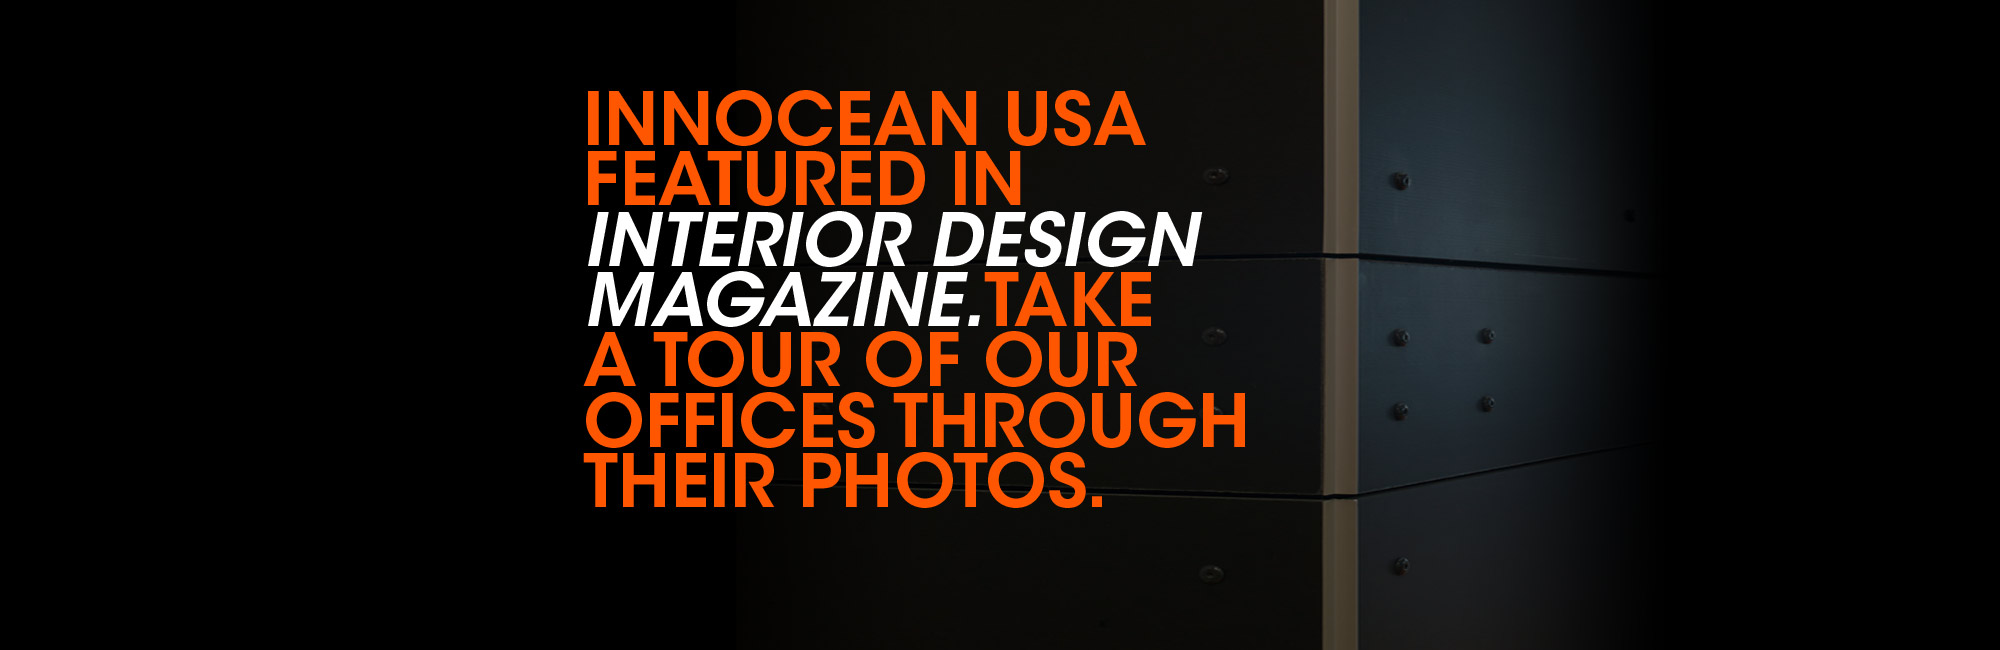 INNOCEAN USA
FEATURED IN
INTERIOR DESIGN
MAGAZINE.TAKE
A TOUR OF OUR
OFFICES THROUGH
THEIR PHOTOS.